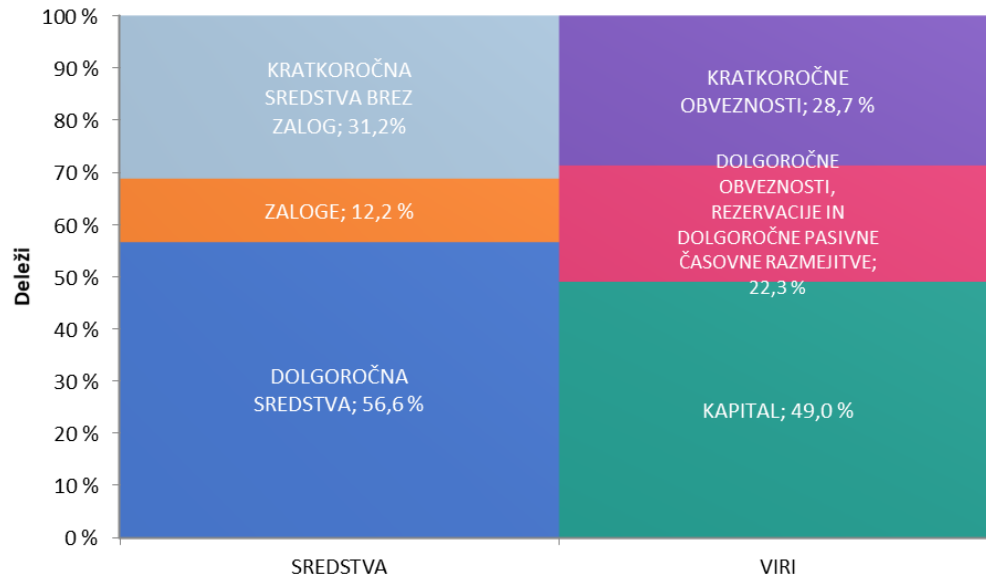 100 %
90 %
80 %
70 %
60 %
50 %
40 %
30 %
20 %
10 %
0 %
Deleži
KRATKOROČNA
SREDSTVA BREZ
ZALOG; 31,2%
ZALOGE; 12,2 %
DOLGOROČNA
SREDSTVA; 56,6 %
KRATKOROČNE
OBVEZNOSTI; 28,7 %
DOLGOROČNE
OBVEZNOSTI,
REZERVACIJE IN
DOLGOROČNE PASIVNE
ČASOVNE RAZMEJITVE;
22,3 %
KAPITAL; 49,0 %
SREDSTVA
VIRI